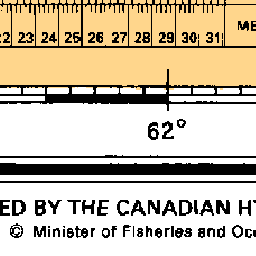 ME
22 23 24 25 26 27 28 29 30 31
62°
ED BY THE CANADIAN H
© Minister of Fisheries and Oc